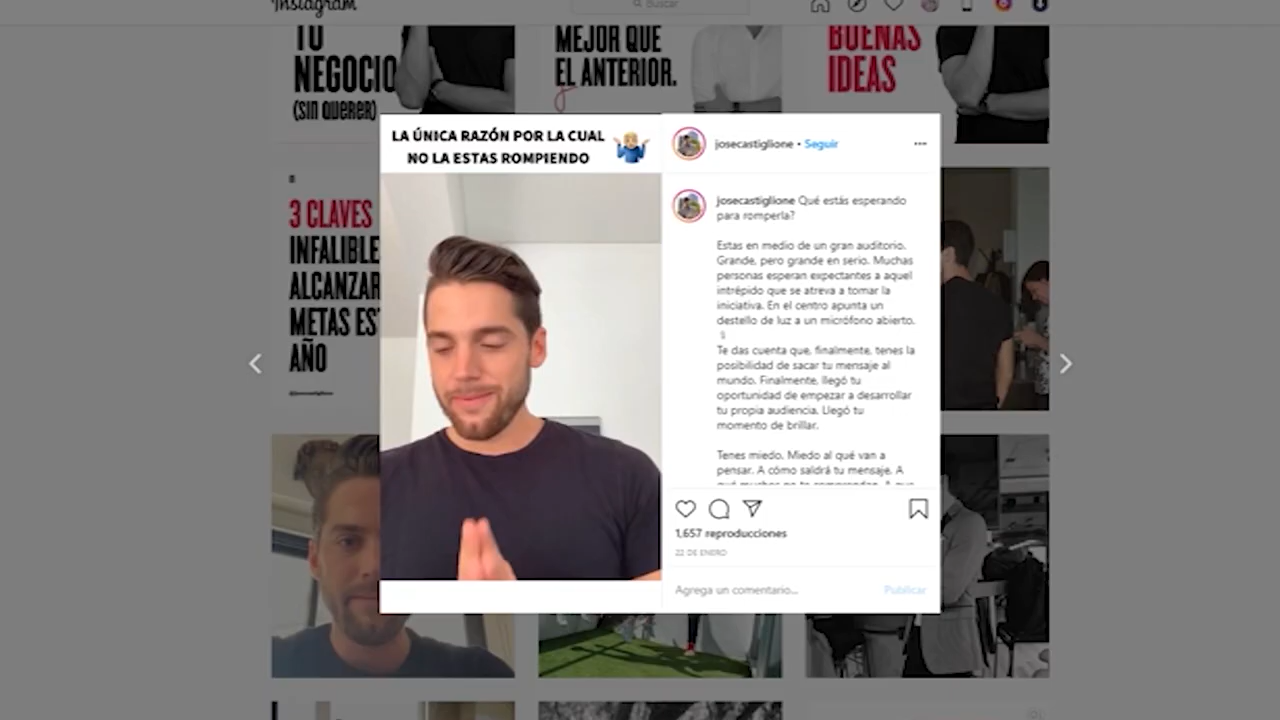 Instagram
Buscar
TU
NEGOCIO
(SIN QUERER)
MEJOR QUE
EL ANTERIOR.
BUENAS
IDEAS
3 CLAVES
INFALIBLE
ALCANZAR
METAS ES
AÑO
LA ÚNICA RAZÓN POR LA CUAL
NO LA ESTAS ROMPIENDO
josecastiglione • Seguir
josecastiglione Qué estás esperando
para romperla?
Estas en medio de un gran auditorio.
Grande, pero grande en serio. Muchas
personas esperan expectantes a aquel
intrépido que se atreva a tomar la
iniciativa. En el centro apunta un
destello de luz a un micrófono abierto.
Te das cuenta que, finalmente, tenes la
posibilidad de sacar tu mensaje al
mundo. Finalmente, llegó tu
oportunidad de empezar a desarrollar
tu propia audiencia. Llegó tu
momento de brillar.
Tenes miedo. Miedo al qué van a
pensar. A cómo saldrá tu mensaje. A
1,657 reproducciones
22 DE ENERO
Agrega un comentario...
Publicar